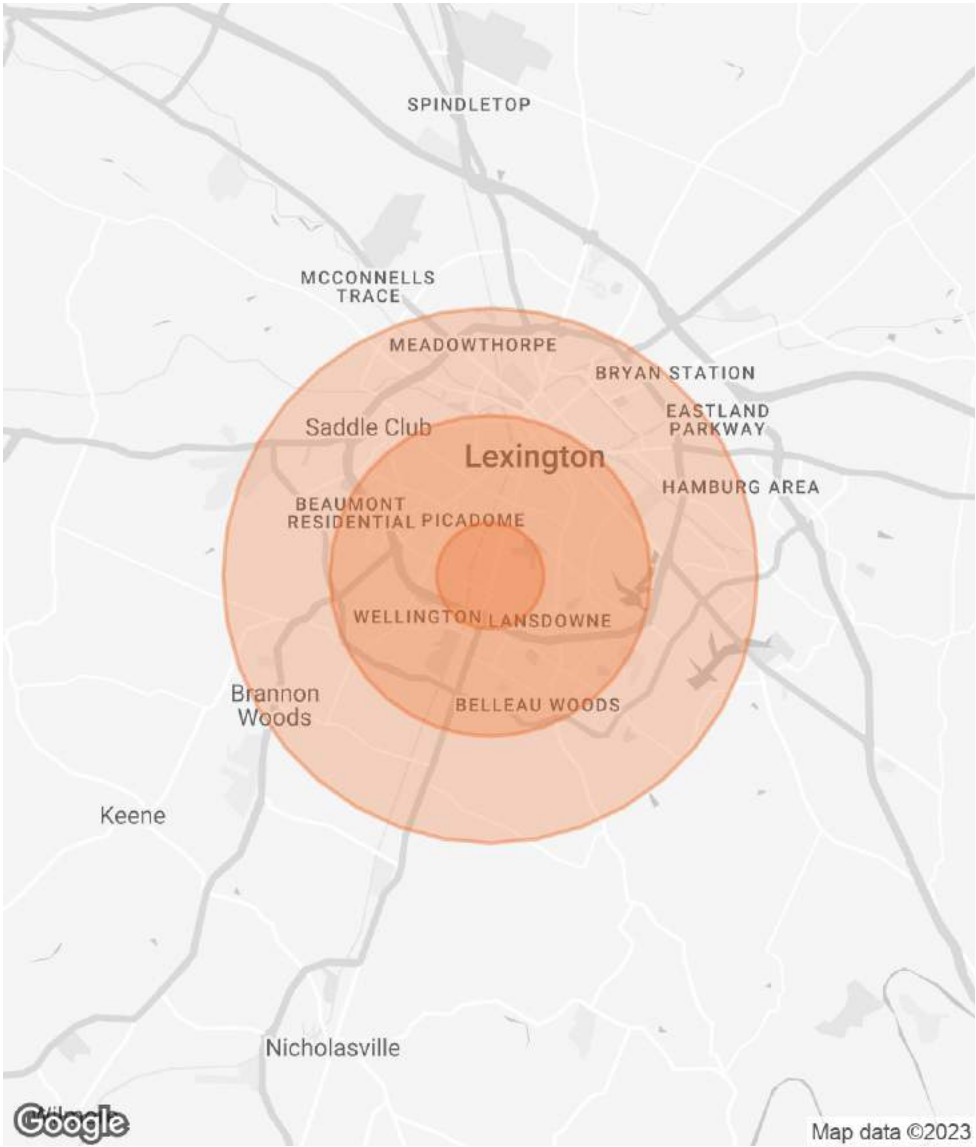 SPINDLETOP
MCCONNELLS
TRACE
MEADOWTHORPE
BRYAN STATION
EASTLAND
PARKWAY
Saddle Club
Lexington
HAMBURG AREA
BEAUMONT
RESIDENTIAL
PICADOME
WELLINGTON
LANSDOWNE
Brannon
Woods
BELLEAU WOODS
Keene
Nicholasville
Google
Map data ©2023